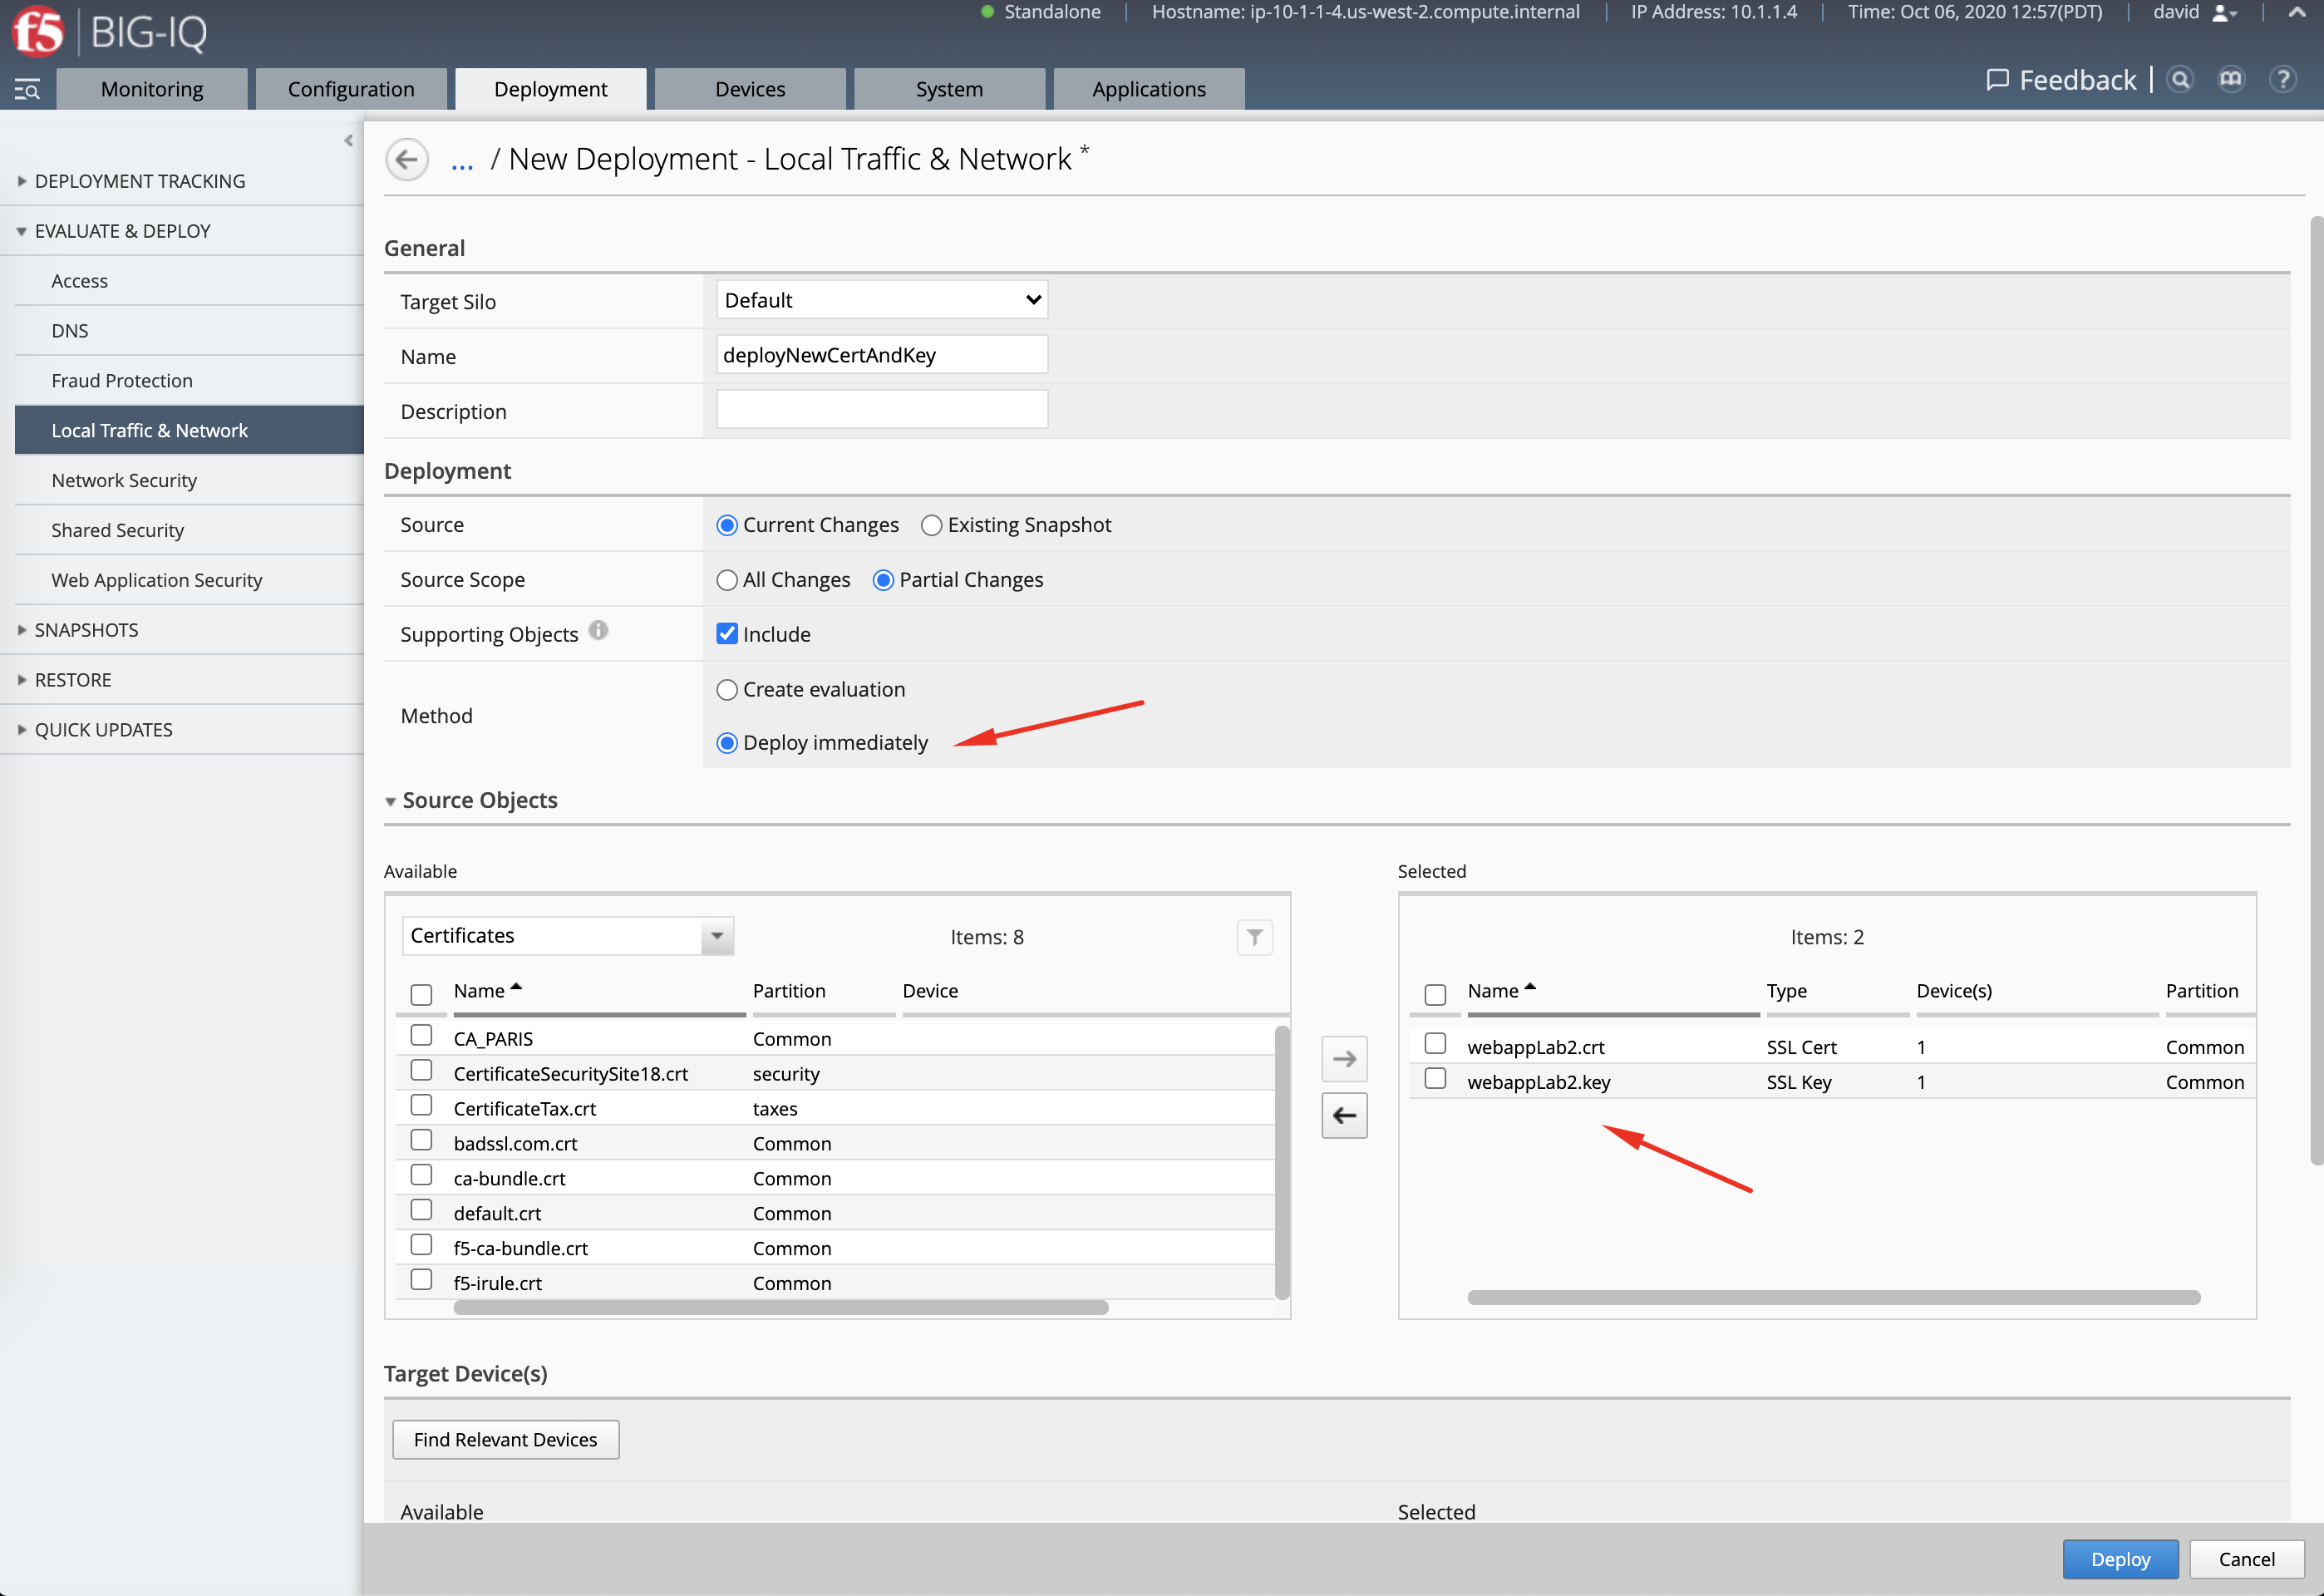 Standalone | Hostname: ip-10-1-1-4.us-west-2.compute.internal | IP Address: 10.1.1.4 | Time: Oct 06, 2020 12:57(PDT) | david
f5 BIG-IQ
Monitoring Configuration Deployment Devices System Applications
Feedback | ?
DEPLOYMENT TRACKING
EVALUATE & DEPLOY
Access
DNS
Fraud Protection
Local Traffic & Network
Network Security
Shared Security
Web Application Security
SNAPSHOTS
RESTORE
QUICK UPDATES
... / New Deployment - Local Traffic & Network *
General
Target Silo Default
Name deployNewCertAndKey
Description
Deployment
Source Current Changes Existing Snapshot
Source Scope All Changes Partial Changes
Supporting Objects i Include
Method
Create evaluation
Deploy immediately
Source Objects
Available
Certificates Items: 8
Name Partition Device
CA_PARIS Common
CertificateSecuritySite18.crt security
CertificateTax.crt taxes
badssl.com.crt Common
ca-bundle.crt Common
default.crt Common
f5-ca-bundle.crt Common
f5-irule.crt Common
Selected
Items: 2
Name Type Device(s) Partition
webappLab2.crt SSL Cert 1 Common
webappLab2.key SSL Key 1 Common
Target Device(s)
Find Relevant Devices
Available Selected
Deploy Cancel